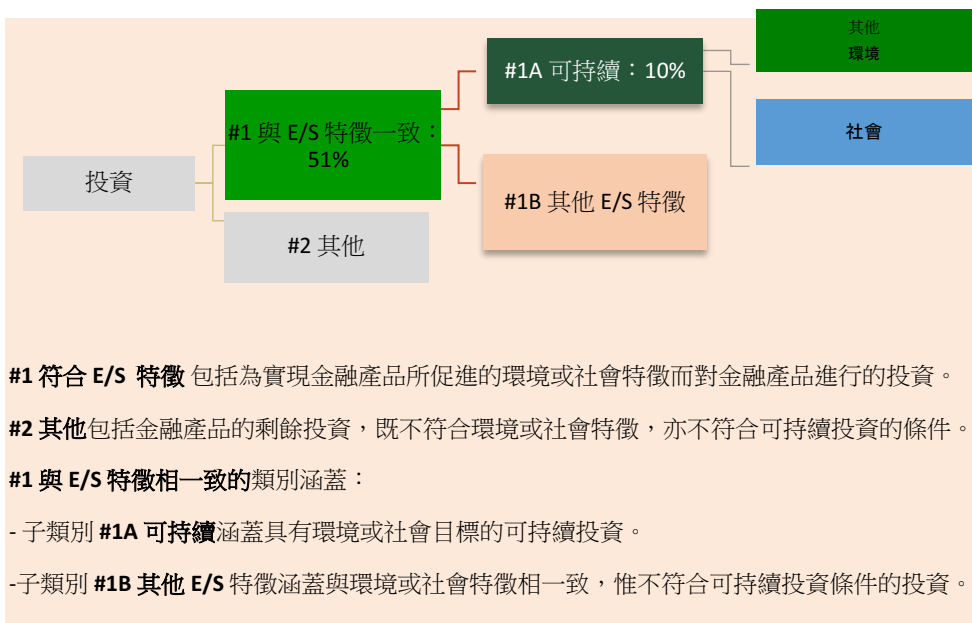 投資
#1 與 E/S 特徵一致：
51%
#2 其他
#1A 可持續：10%
#1B 其他 E/S 特徵
其他
環境
社會
#1 符合 E/S 特徵 包括為實現金融產品所促進的環境或社會特徵而對金融產品進行的投資。
#2 其他包括金融產品的剩餘投資，既不符合環境或社會特徵，亦不符合可持續投資的條件。
#1 與 E/S 特徵相一致的類別涵蓋：
- 子類別 #1A 可持續涵蓋具有環境或社會目標的可持續投資。
-子類別 #1B 其他 E/S 特徵涵蓋與環境或社會特徵相一致，惟不符合可持續投資條件的投資。